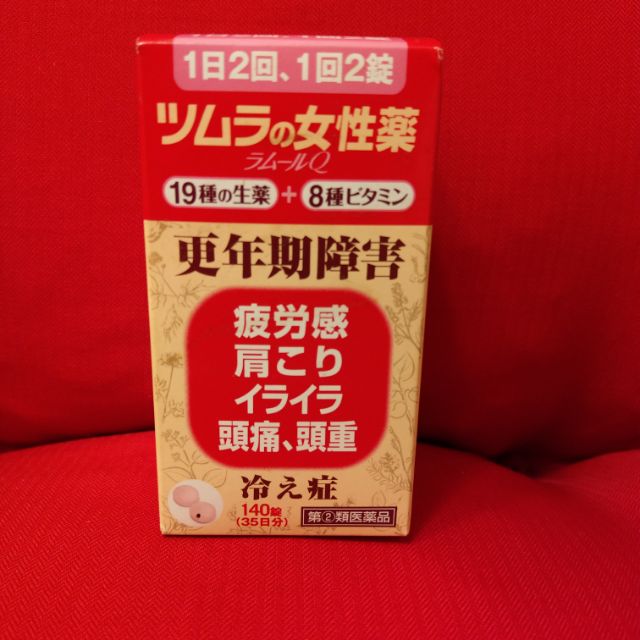 1日2回、1回2錠
ツムラの女性薬
ラムールQ
19種の生薬 + 8種ビタミン
更年期障害
疲労感
肩こり
イライラ
頭痛、頭重
冷え症
140錠
(35日分)
指②類医薬品